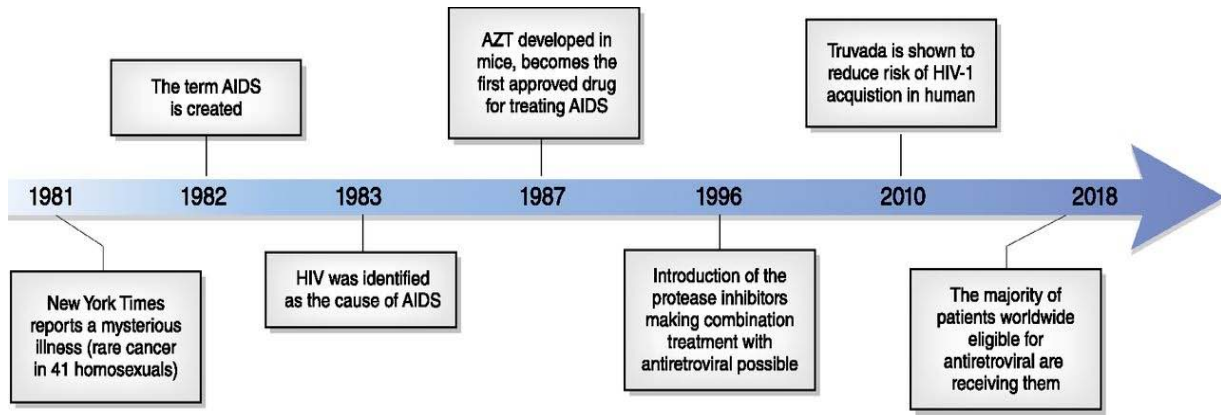 The term AIDS
is created
AZT developed in
mice, becomes the
first approved drug
for treating AIDS
Truvada is shown to
reduce risk of HIV-1
acquistion in human
1981 1982 1983 1987 1996 2010 2018
New York Times
reports a mysterious
illness (rare cancer
in 41 homosexuals)
HIV was identified
as the cause of AIDS
Introduction of the
protease inhibitors
making combination
treatment with
antiretroviral possible
The majority of
patients worldwide
eligible for
antiretroviral are
receiving them